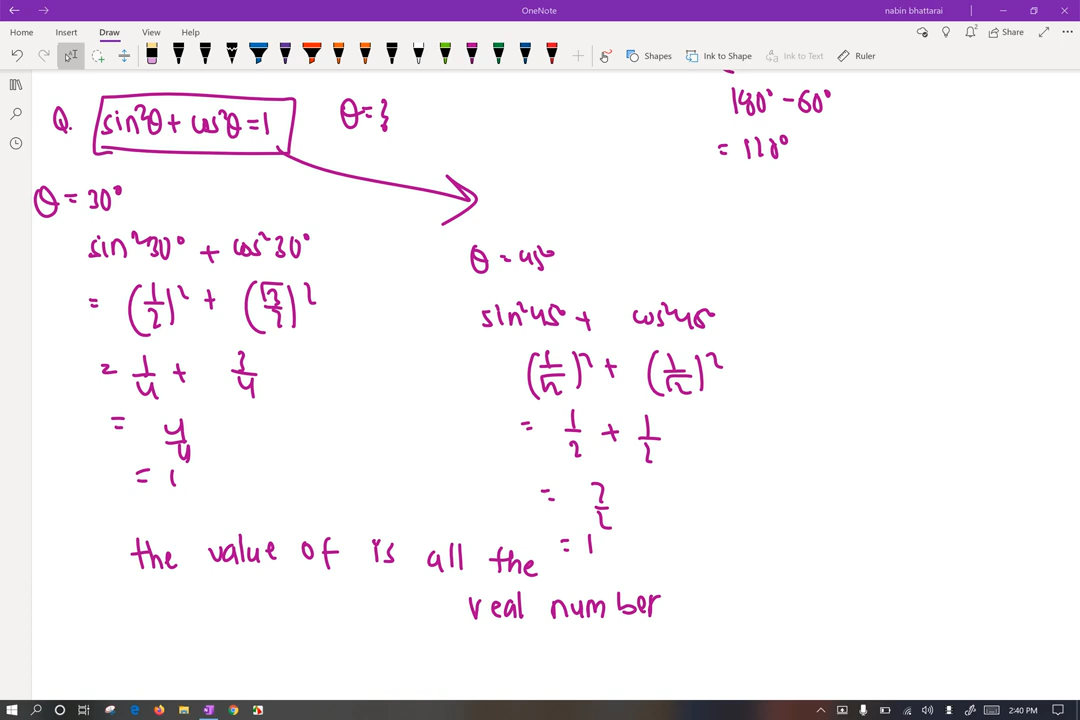 OneNote
nabin bhattarai
Home Insert Draw View Help
Share
Shapes
Ink to Shape
Ink to Text
Ruler
Q. sin²θ + cos²θ = 1 θ = ?
180° - 60°
= 120°
θ = 30°
sin²30° + cos²30°
= (1/2)² + (√3/2)²
= 1/4 + 3/4
= 4/4
= 1
θ = 45°
sin²45° + cos²45°
(1/√2)² + (1/√2)²
= 1/2 + 1/2
= 2/2
= 1
the value of is all the
real number
2:40 PM